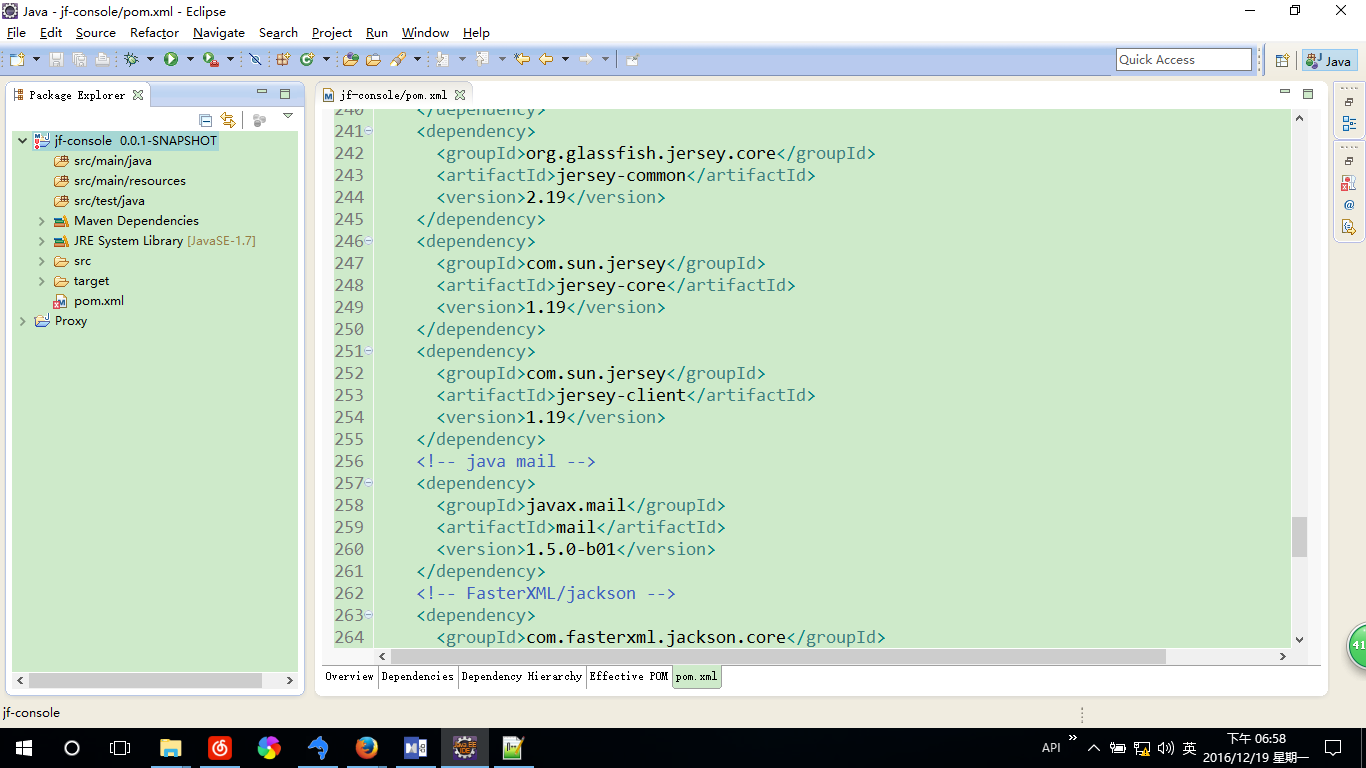 Java - jf-console/pom.xml - Eclipse
File Edit Source Refactor Navigate Search Project Run Window Help
Quick Access
Java
Package Explorer
jf-console/pom.xml
jf-console 0.0.1-SNAPSHOT
src/main/java
src/main/resources
src/test/java
Maven Dependencies
JRE System Library [JavaSE-1.7]
src
target
pom.xml
Proxy
240 </dependency>
241 <dependency>
242 <groupId>org.glassfish.jersey.core</groupId>
243 <artifactId>jersey-common</artifactId>
244 <version>2.19</version>
245 </dependency>
246 <dependency>
247 <groupId>com.sun.jersey</groupId>
248 <artifactId>jersey-core</artifactId>
249 <version>1.19</version>
250 </dependency>
251 <dependency>
252 <groupId>com.sun.jersey</groupId>
253 <artifactId>jersey-client</artifactId>
254 <version>1.19</version>
255 </dependency>
256 <!-- java mail -->
257 <dependency>
258 <groupId>javax.mail</groupId>
259 <artifactId>mail</artifactId>
260 <version>1.5.0-b01</version>
261 </dependency>
262 <!-- FasterXML/jackson -->
263 <dependency>
264 <groupId>com.fasterxml.jackson.core</groupId>
41
Overview Dependencies Dependency Hierarchy Effective POM pom.xml
jf-console
API
英
下午 06:58
2016/12/19 星期一